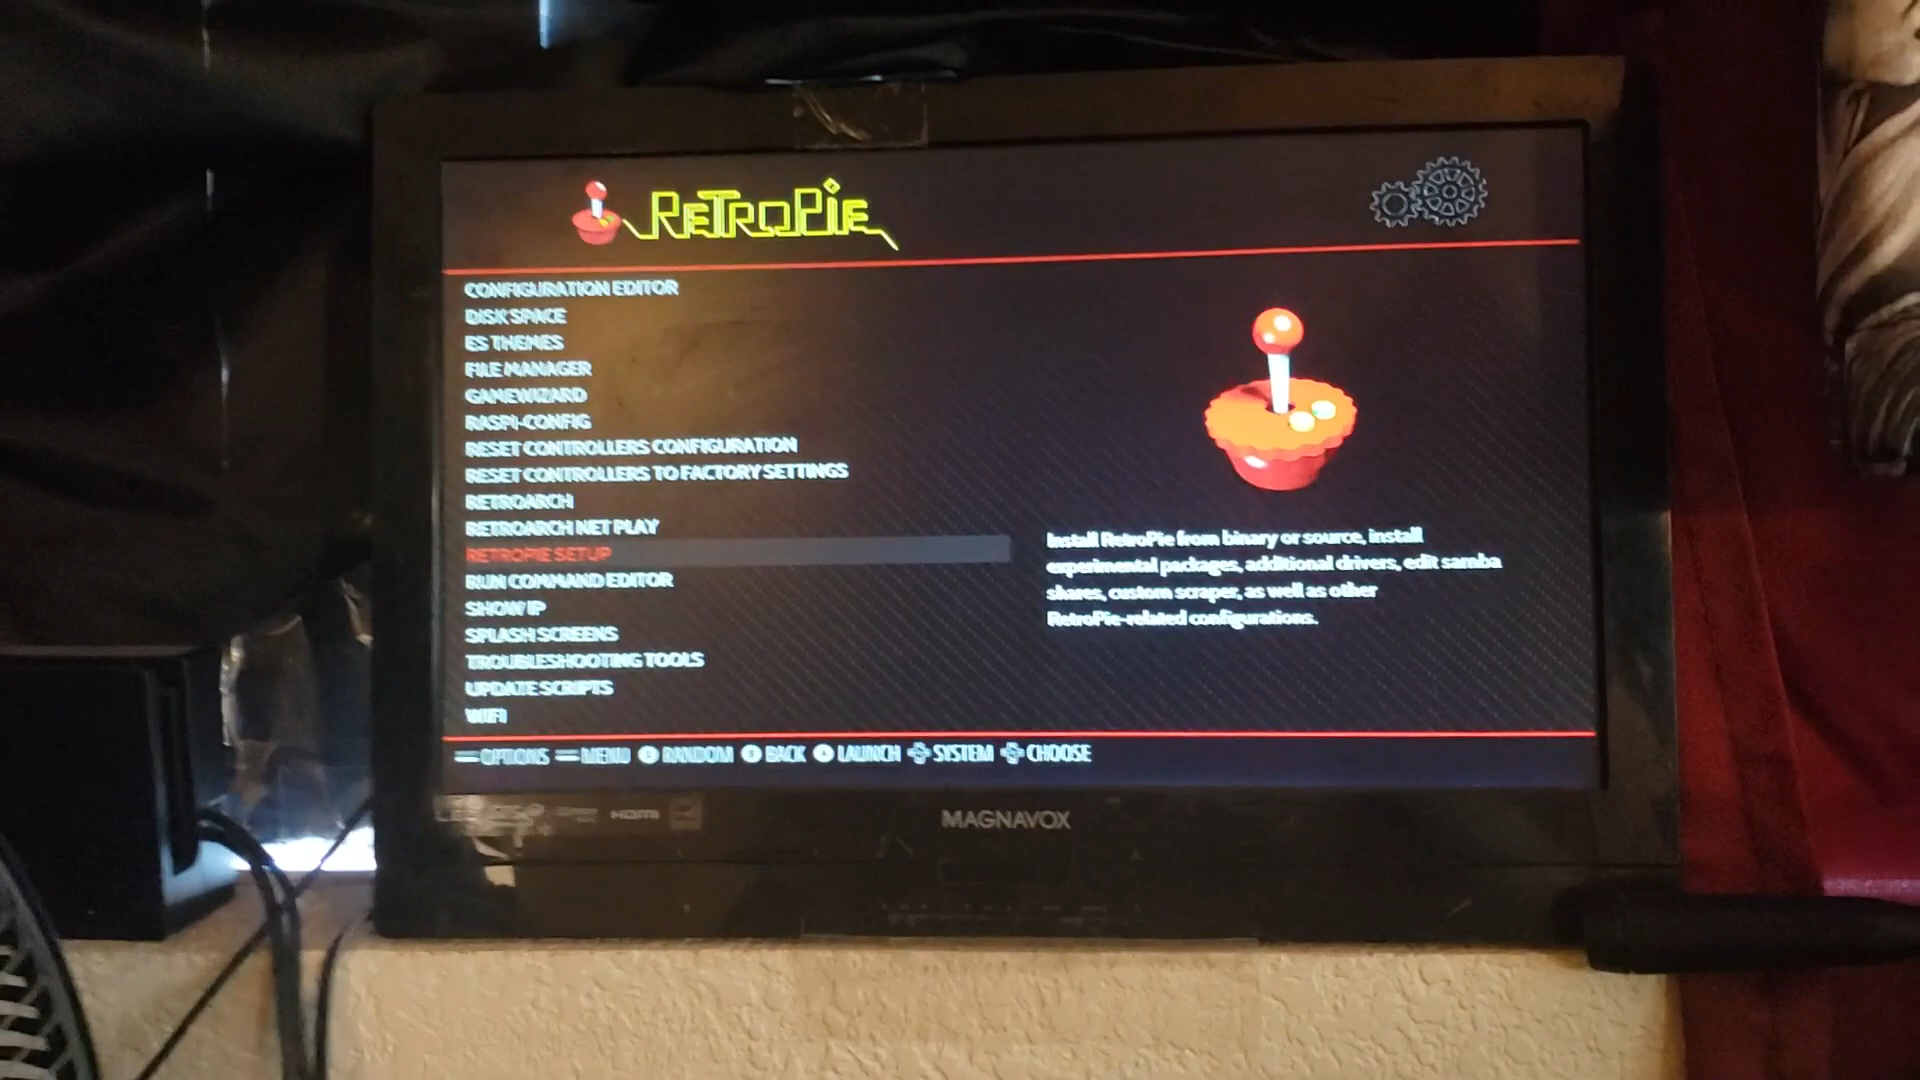 RETROPIE
CONFIGURATION EDITOR
DISK SPACE
ES THEMES
FILE MANAGER
GAMEWIZARD
RASPI-CONFIG
RESET CONTROLLERS CONFIGURATION
RESET CONTROLLERS TO FACTORY SETTINGS
RETROARCH
RETROARCH NET PLAY
RETROPIE SETUP
RUN COMMAND EDITOR
SHOW IP
SPLASH SCREENS
TROUBLESHOOTING TOOLS
UPDATE SCRIPTS
WIFI
Install RetroPie from binary or source, install
experimental packages, additional drivers, edit samba
shares, custom scraper, as well as other
RetroPie-related configurations.
OPTIONS MENU RANDOM BACK LAUNCH SYSTEM CHOOSE
HDMI
MAGNAVOX